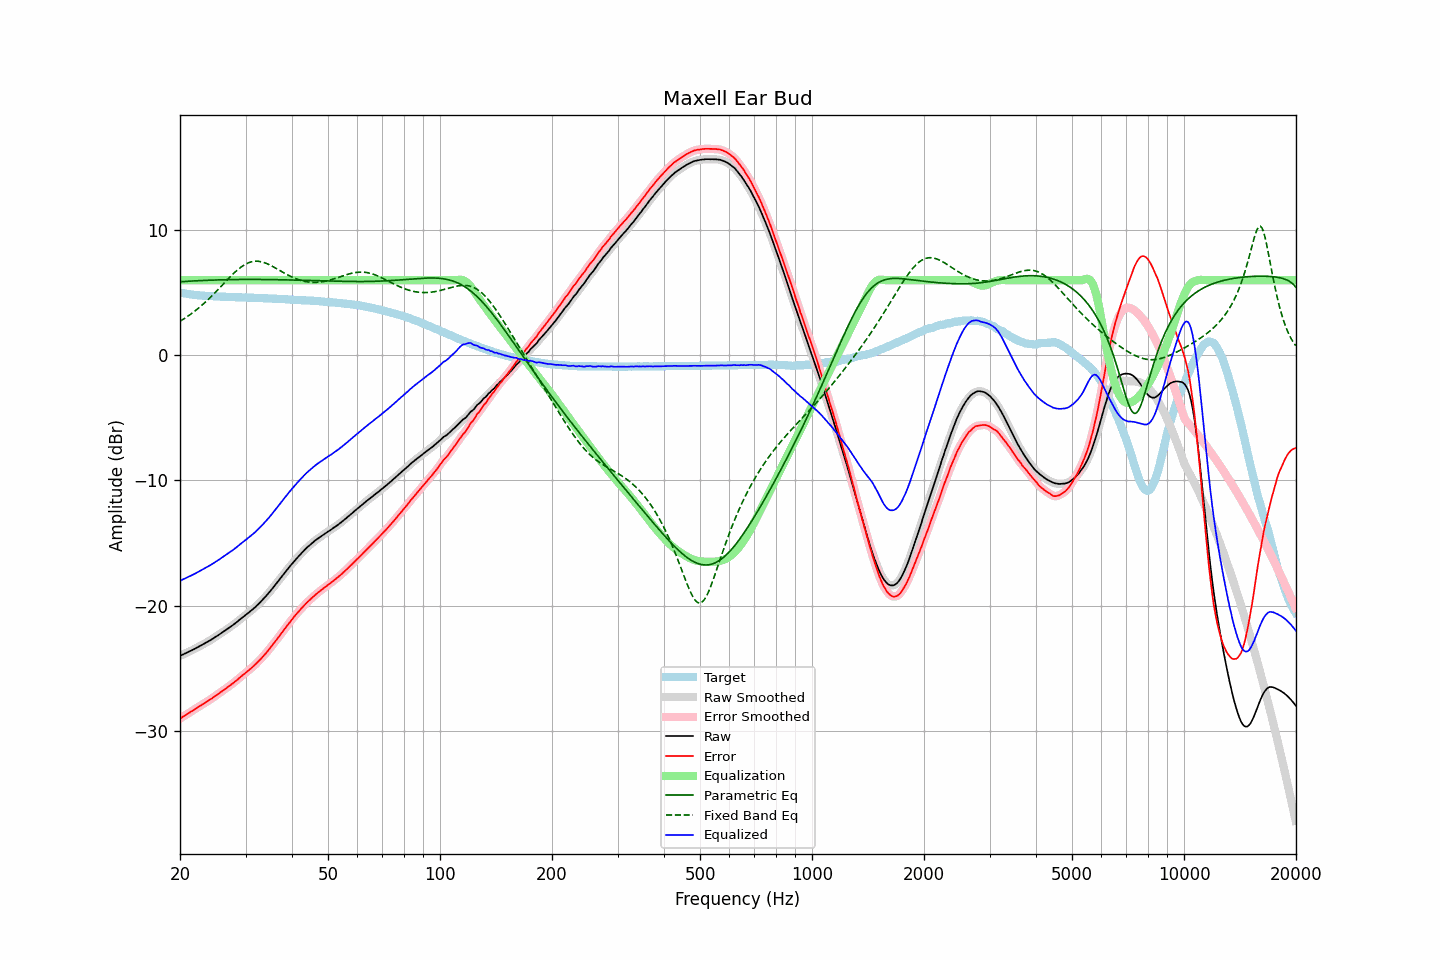 Maxell Ear Bud
Amplitude (dBr)
10
0
−10
−20
−30
Target
Raw Smoothed
Error Smoothed
Raw
Error
Equalization
Parametric Eq
Fixed Band Eq
Equalized
20 50 100 200 500 1000 2000 5000 10000 20000
Frequency (Hz)